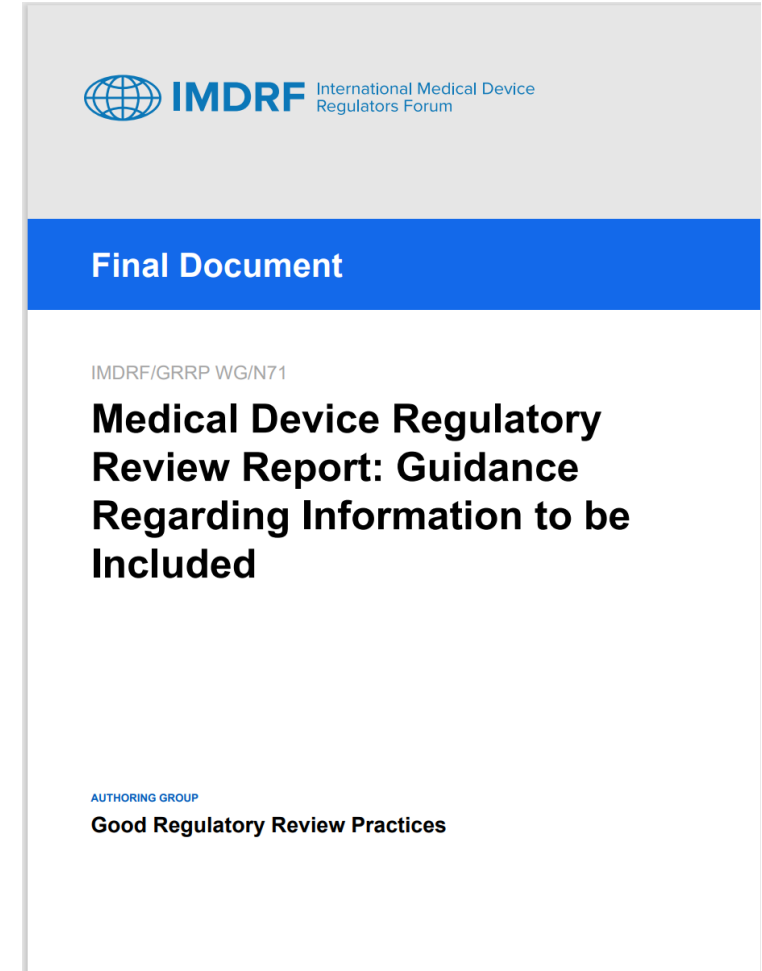 IMDRF International Medical Device
Regulators Forum
Final Document
IMDRF/GRRP WG/N71
Medical Device Regulatory
Review Report: Guidance
Regarding Information to be
Included
AUTHORING GROUP
Good Regulatory Review Practices